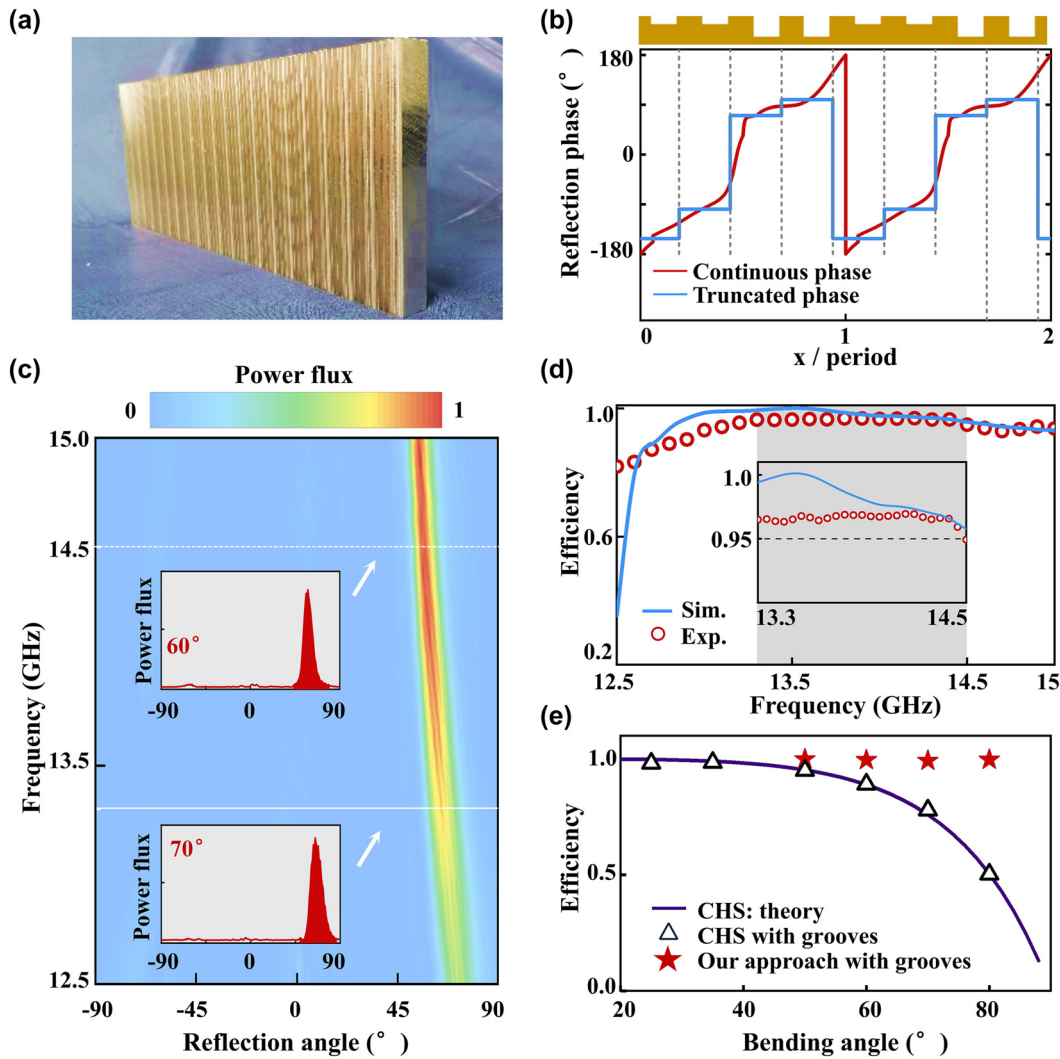 (a)
(b)
180
0
-180
Reflection phase (°)
Continuous phase
Truncated phase
0 1 2
x / period
(c)
Power flux
0 1
15.0
14.5
13.5
12.5
Frequency (GHz)
Power flux
60°
-90 0 90
Power flux
70°
-90 0 90
-90 -45 0 45 90
Reflection angle (°)
(d)
1.0
0.6
0.2
Efficiency
1.0
0.95
13.3 14.5
Sim.
Exp.
12.5 13.5 14.5 15
Frequency (GHz)
(e)
1.0
0.5
0.0
Efficiency
CHS: theory
CHS with grooves
Our approach with grooves
20 40 60 80
Bending angle (°)